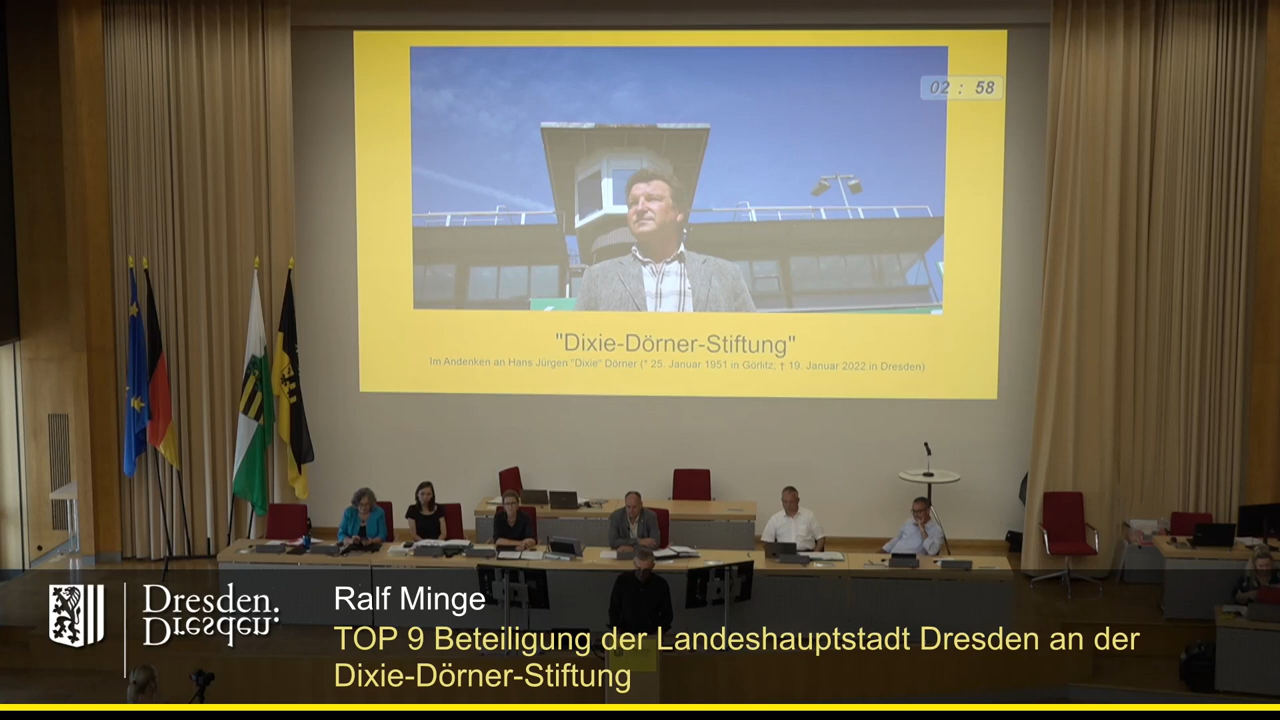 02 : 58
"Dixie-Dörner-Stiftung"
Im Andenken an Hans Jürgen "Dixie" Dörner (* 25. Januar 1951 in Görlitz, † 19. Januar 2022 in Dresden)
Dresden.
Dresden.
Ralf Minge
TOP 9 Beteiligung der Landeshauptstadt Dresden an der
Dixie-Dörner-Stiftung